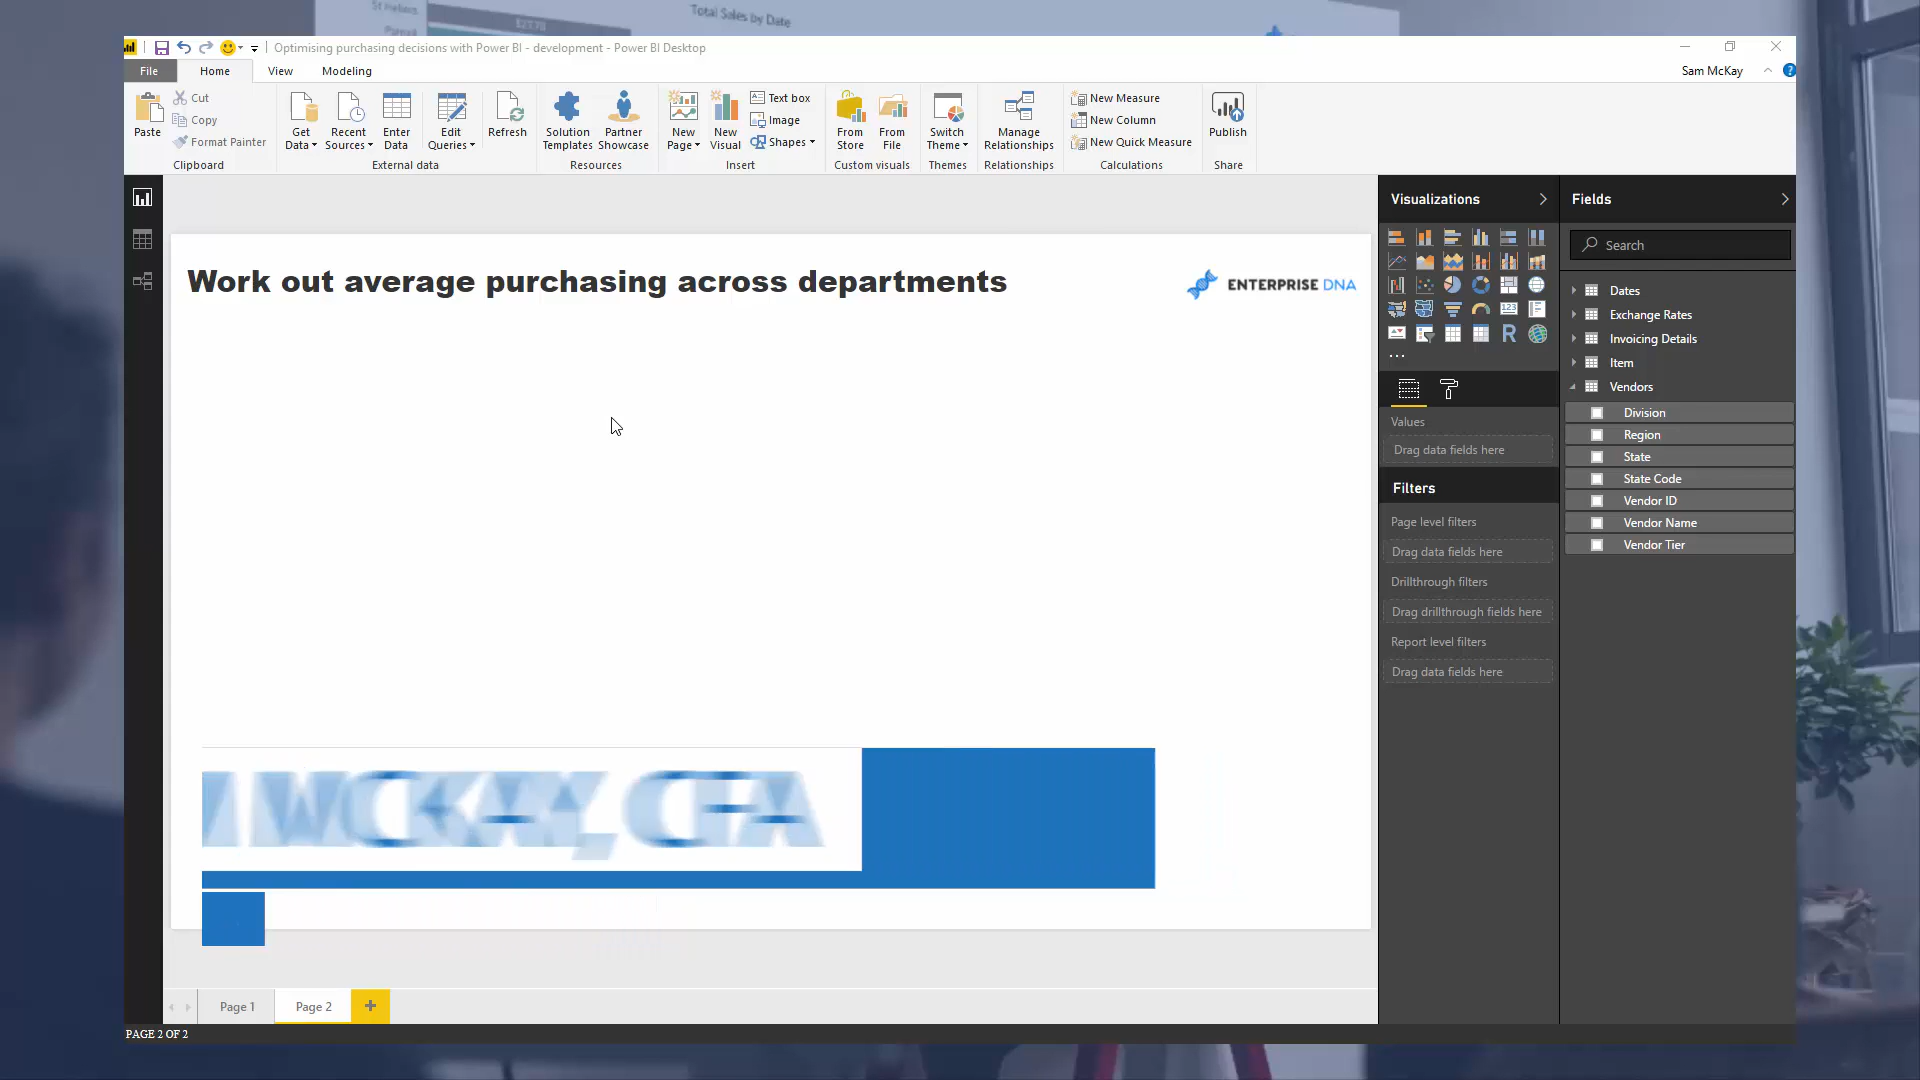 Total Sales by Date
Optimising purchasing decisions with Power BI - development - Power BI Desktop
File
Home
View
Modeling
Sam McKay
Paste
Cut
Copy
Format Painter
Clipboard
Get Data
Recent Sources
Enter Data
Edit Queries
Refresh
External data
Solution Templates
Partner Showcase
Resources
New Page
New Visual
Text box
Image
Shapes
Insert
From Store
From File
Custom visuals
Switch Theme
Themes
Manage Relationships
Relationships
New Measure
New Column
New Quick Measure
Calculations
Publish
Share
Work out average purchasing across departments
ENTERPRISE DNA
Visualizations
Values
Drag data fields here
Filters
Page level filters
Drag data fields here
Drillthrough filters
Drag drillthrough fields here
Report level filters
Drag data fields here
Fields
Search
Dates
Exchange Rates
Invoicing Details
Item
Vendors
Division
Region
State
State Code
Vendor ID
Vendor Name
Vendor Tier
Page 1
Page 2
PAGE 2 OF 2